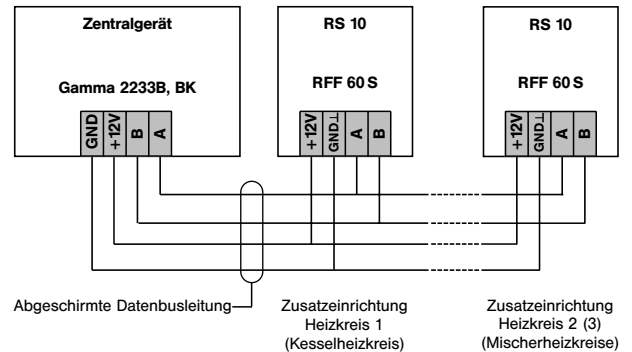 Zentralgerät
Gamma 2233B, BK
GND
+12V
B
A
RS 10
RFF 60 S
+12V
GND⊥
A
B
RS 10
RFF 60 S
+12V
GND⊥
A
B
Abgeschirmte Datenbusleitung
Zusatzeinrichtung
Heizkreis 1
(Kesselheizkreis)
Zusatzeinrichtung
Heizkreis 2 (3)
(Mischerheizkreise)